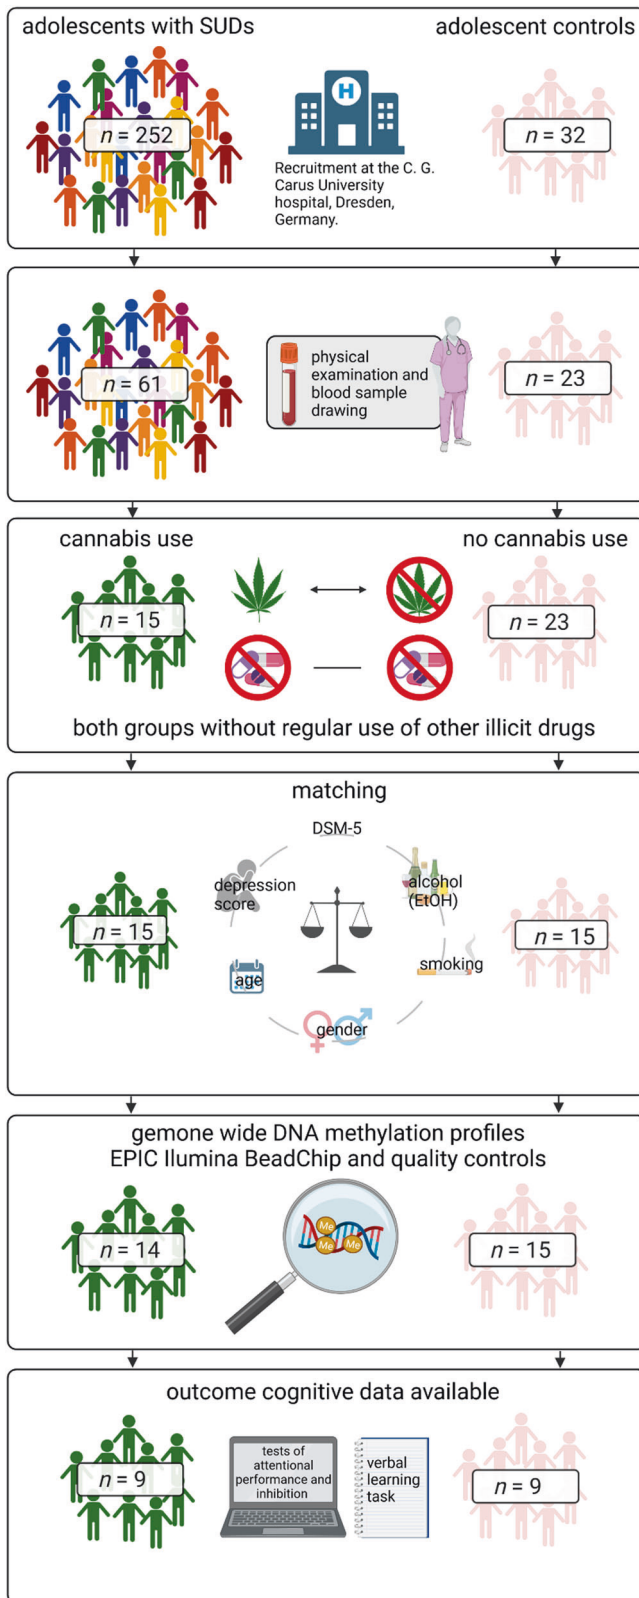 adolescents with SUDs
adolescent controls
n = 252
H
n = 32
Recruitment at the C. G.
Carus University
hospital, Dresden,
Germany.
n = 61
physical
examination and
blood sample
drawing
n = 23
cannabis use
no cannabis use
n = 15
n = 23
both groups without regular use of other illicit drugs
matching
DSM-5
depression
score
alcohol
(EtOH)
n = 15
n = 15
age
smoking
gender
gemone wide DNA methylation profiles
EPIC Ilumina BeadChip and quality controls
n = 14
Me
Me
Me
n = 15
outcome cognitive data available
n = 9
tests of
attentional
performance and
inhibition
verbal
learning
task
n = 9